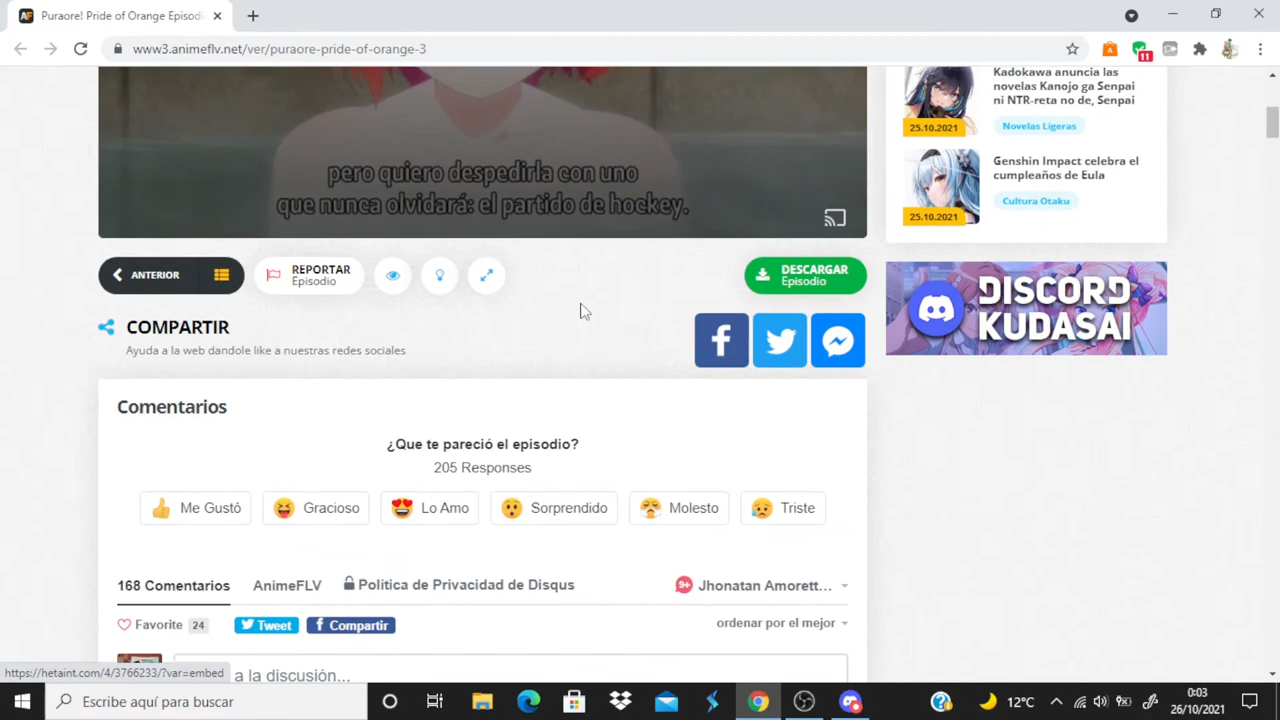 Puraore! Pride of Orange Episodi
www3.animeflv.net/ver/puraore-pride-of-orange-3
11
pero quiero despedirla con uno
que nunca olvidará: el partido de hockey.
Kadokawa anuncia las
novelas Kanojo ga Senpai
ni NTR-reta no de, Senpai
25.10.2021
Novelas Ligeras
Genshin Impact celebra el
cumpleaños de Eula
Cultura Otaku
25.10.2021
ANTERIOR
REPORTAR
Episodio
DESCARGAR
Episodio
DISCORD
KUDASAI
COMPARTIR
Ayuda a la web dandole like a nuestras redes sociales
Comentarios
¿Que te pareció el episodio?
205 Responses
Me Gustó
Gracioso
Lo Amo
Sorprendido
Molesto
Triste
168 Comentarios
AnimeFLV
Política de Privacidad de Disqus
9+
Jhonatan Amorett...
Favorite 24
Tweet
Compartir
ordenar por el mejor
a la discusión...
https://hetaint.com/4/3766233/?var=embed
Escribe aquí para buscar
12°C
0:03
26/10/2021